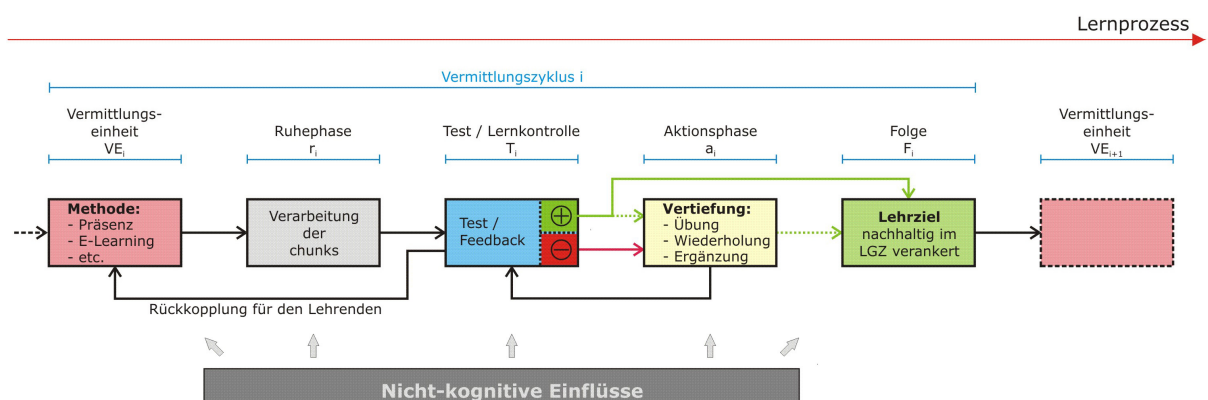 Lernprozess
Vermittlungszyklus i
Vermittlungs-
einheit
VEi
Ruhephase
ri
Test / Lernkontrolle
Ti
Aktionsphase
ai
Folge
Fi
Vermittlungs-
einheit
VEi+1
Methode:
- Präsenz
- E-Learning
- etc.
Verarbeitung
der
chunks
Test /
Feedback
+
−
Vertiefung:
- Übung
- Wiederholung
- Ergänzung
Lehrziel
nachhaltig im
LGZ verankert
Rückkopplung für den Lehrenden
Nicht-kognitive Einflüsse